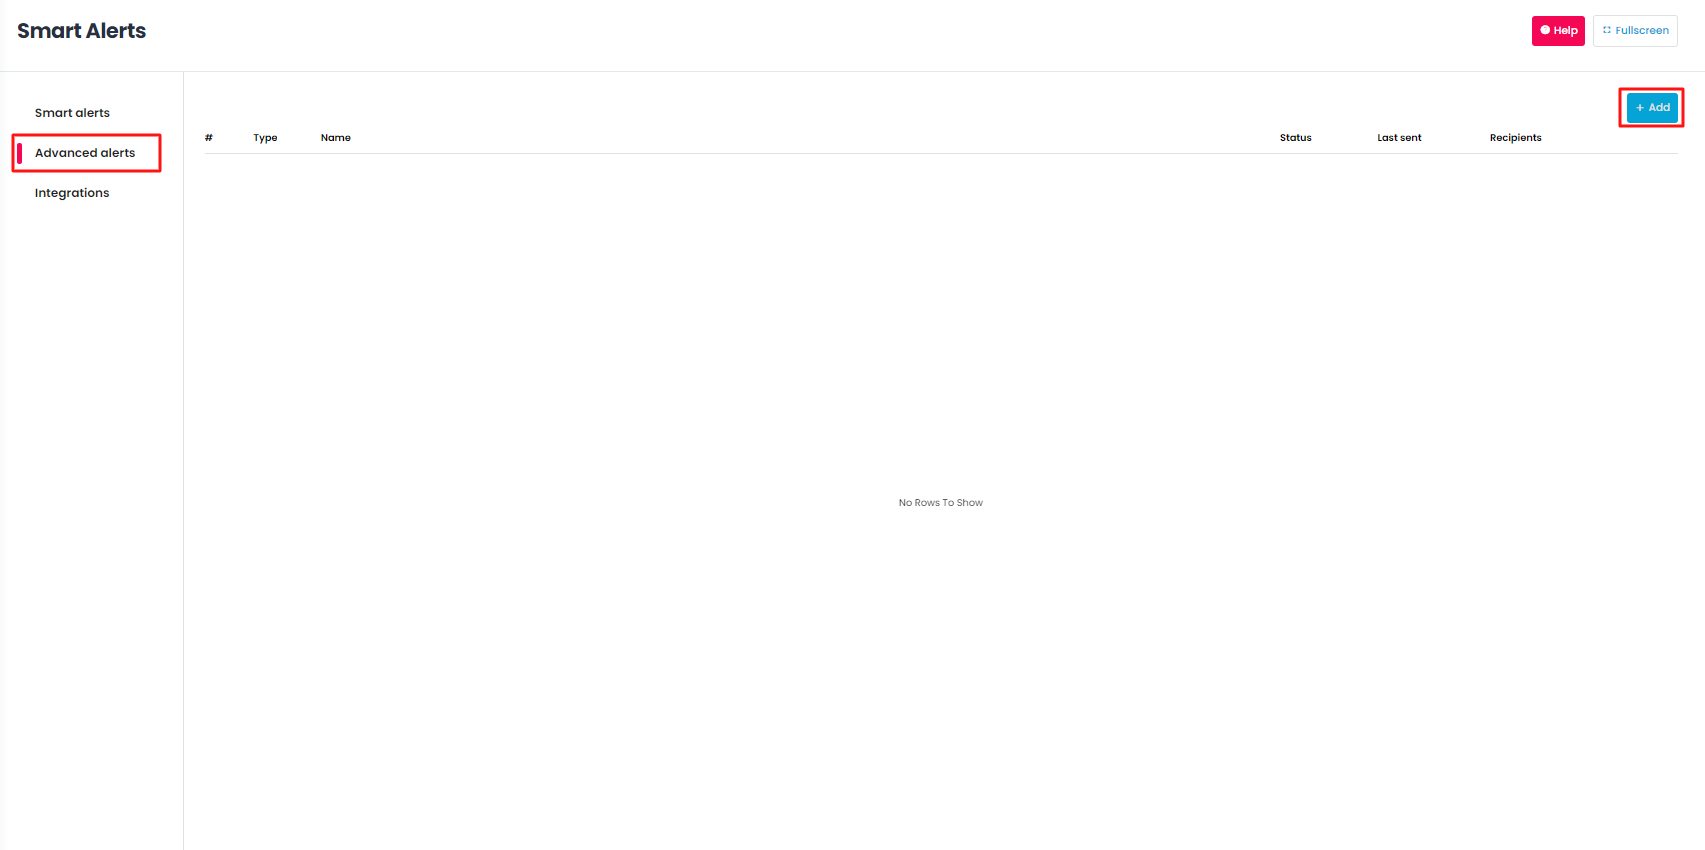 Smart Alerts
Help
Fullscreen
Smart alerts
Advanced alerts
Integrations
+ Add
# Type Name Status Last sent Recipients
No Rows To Show